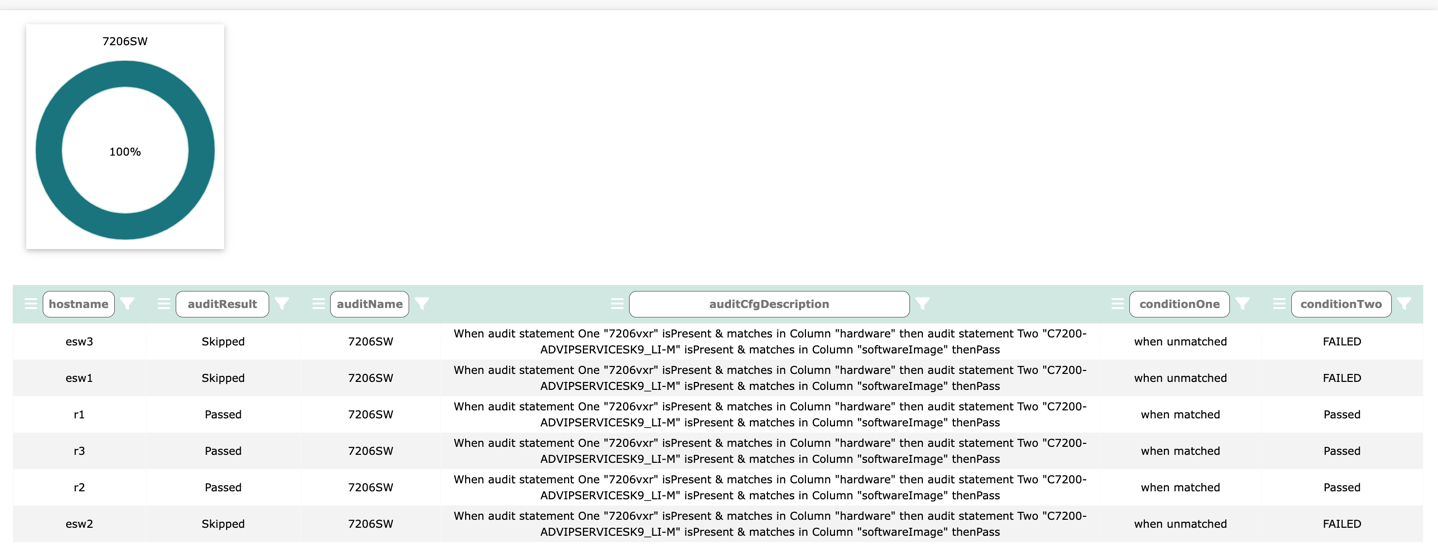 7206SW
100%
hostname auditResult auditName auditCfgDescription conditionOne conditionTwo
When audit statement One "7206vxr" isPresent & matches in Column "hardware" then audit statement Two "C7200-
esw3 Skipped 7206SW when unmatched FAILED
ADVIPSERVICESK9_LI-M" isPresent & matches in Column "softwareImage" thenPass
When audit statement One "7206vxr" isPresent & matches in Column "hardware" then audit statement Two "C7200-
esw1 Skipped 7206SW when unmatched FAILED
ADVIPSERVICESK9_LI-M" isPresent & matches in Column "softwareImage" thenPass
When audit statement One "7206vxr" isPresent & matches in Column "hardware" then audit statement Two "C7200-
r1 Passed 7206SW when matched Passed
ADVIPSERVICESK9_LI-M" isPresent & matches in Column "softwareImage" thenPass
When audit statement One "7206vxr" isPresent & matches in Column "hardware" then audit statement Two "C7200-
r3 Passed 7206SW when matched Passed
ADVIPSERVICESK9_LI-M" isPresent & matches in Column "softwareImage" thenPass
When audit statement One "7206vxr" isPresent & matches in Column "hardware" then audit statement Two "C7200-
r2 Passed 7206SW when matched Passed
ADVIPSERVICESK9_LI-M" isPresent & matches in Column "softwareImage" thenPass
When audit statement One "7206vxr" isPresent & matches in Column "hardware" then audit statement Two "C7200-
esw2 Skipped 7206SW when unmatched FAILED
ADVIPSERVICESK9_LI-M" isPresent & matches in Column "softwareImage" thenPass